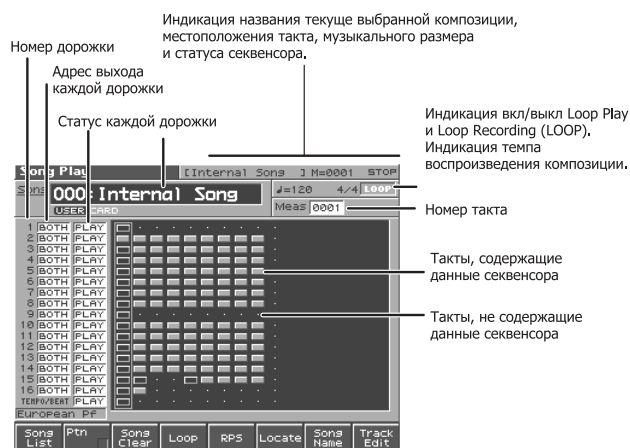 Индикация названия текуще выбранной композиции,
местоположения такта, музыкального размера
и статуса секвенсора.
Номер дорожки
Адрес выхода
каждой дорожки
Статус каждой дорожки
Индикация вкл/выкл Loop Play
и Loop Recording (LOOP).
Индикация темпа
воспроизведения композиции.
Song Play
[Internal Song ] M=0001 STOP
Song
000:Internal Song
♩=120 4/4 LOOP
USER CARD
Meas 0001
Номер такта
1 BOTH PLAY
2 BOTH PLAY
3 BOTH PLAY
4 BOTH PLAY
5 BOTH PLAY
6 BOTH PLAY
7 BOTH PLAY
8 BOTH PLAY
9 BOTH PLAY
10 BOTH PLAY
11 BOTH PLAY
12 BOTH PLAY
13 BOTH PLAY
14 BOTH PLAY
15 BOTH PLAY
16 BOTH PLAY
TEMPO/BEAT PLAY
Такты, содержащие
данные секвенсора
Такты, не содержащие
данные секвенсора
European Pf
Song List
Ptn
Song Clear
Loop
RPS
Locate
Song Name
Track Edit